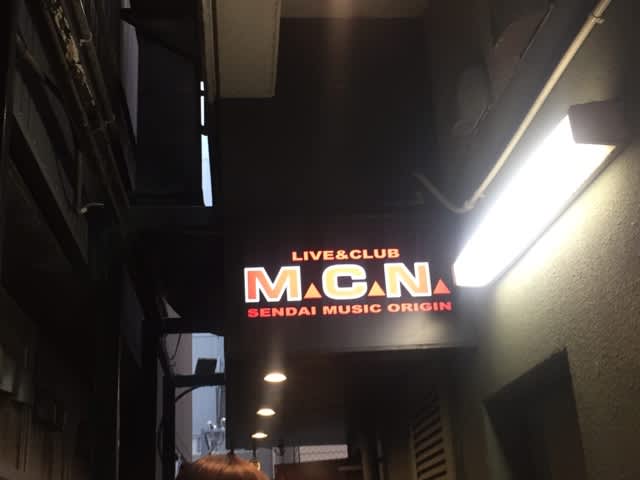 LIVE&CLUB
M.C.N.
SENDAI MUSIC ORIGIN